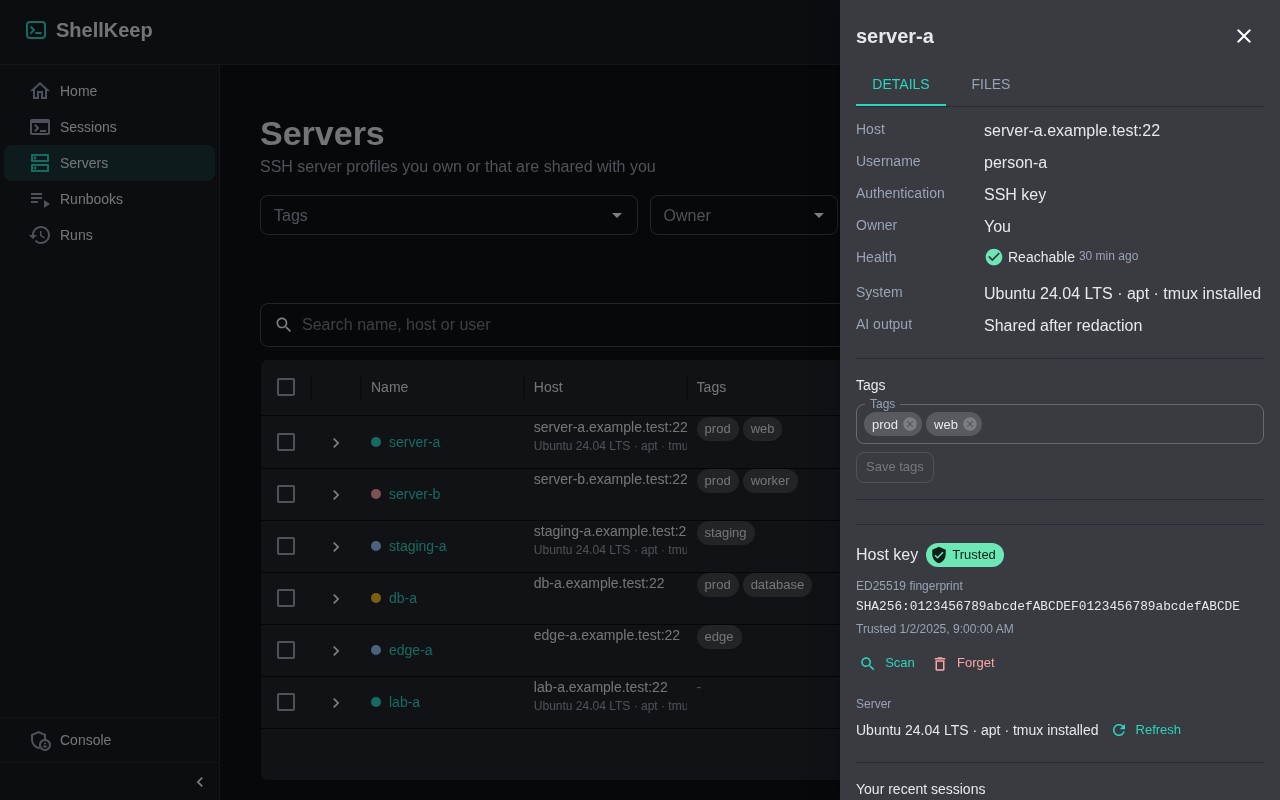 ShellKeep
Home
Sessions
Servers
Runbooks
Runs
Console
Servers
SSH server profiles you own or that are shared with you
Tags
Owner
Search name, host or user
Name
Host
Tags
server-a
server-a.example.test:22
Ubuntu 24.04 LTS · apt · tmu
prod
web
server-b
server-b.example.test:22
prod
worker
staging-a
staging-a.example.test:2
Ubuntu 24.04 LTS · apt · tmu
staging
db-a
db-a.example.test:22
prod
database
edge-a
edge-a.example.test:22
edge
lab-a
lab-a.example.test:22
Ubuntu 24.04 LTS · apt · tmu
-
server-a
DETAILS
FILES
Host
server-a.example.test:22
Username
person-a
Authentication
SSH key
Owner
You
Health
Reachable 30 min ago
System
Ubuntu 24.04 LTS · apt · tmux installed
AI output
Shared after redaction
Tags
Tags
prod
web
Save tags
Host key
Trusted
ED25519 fingerprint
SHA256:0123456789abcdefABCDEF0123456789abcdefABCDE
Trusted 1/2/2025, 9:00:00 AM
Scan
Forget
Server
Ubuntu 24.04 LTS · apt · tmux installed
Refresh
Your recent sessions